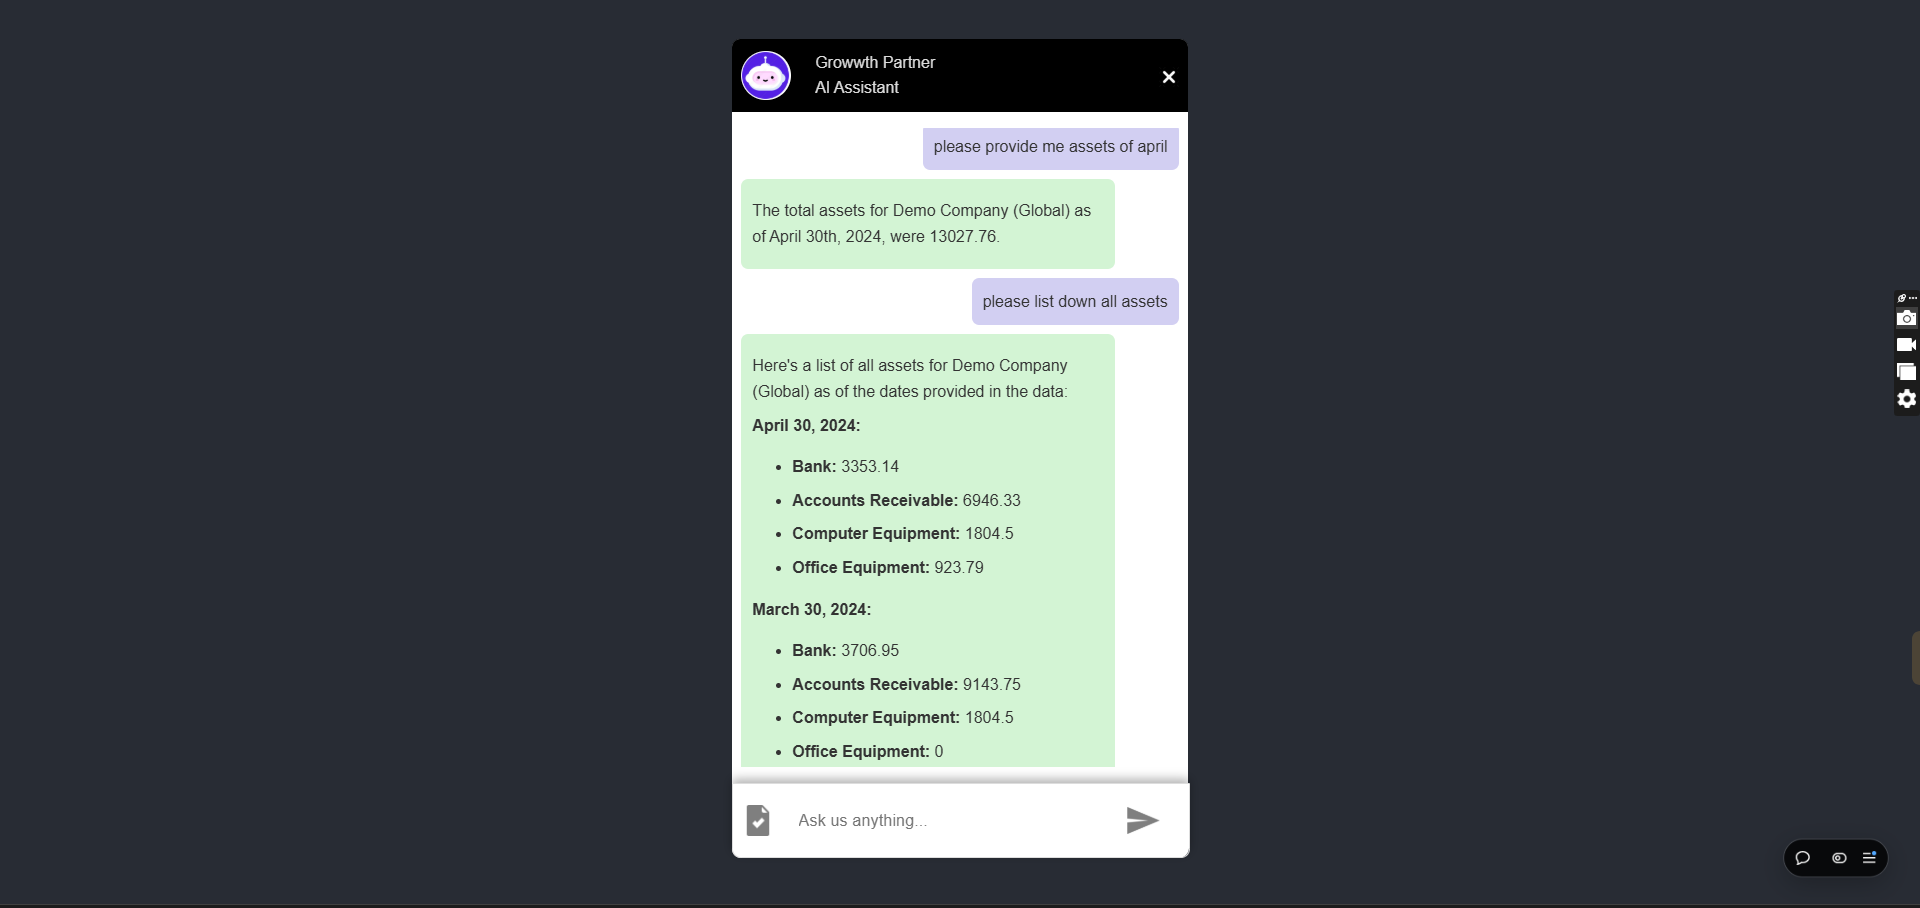 Growwth Partner
AI Assistant
please provide me assets of april
The total assets for Demo Company (Global) as
of April 30th, 2024, were 13027.76.
please list down all assets
Here's a list of all assets for Demo Company
(Global) as of the dates provided in the data:
April 30, 2024:
Bank: 3353.14
Accounts Receivable: 6946.33
Computer Equipment: 1804.5
Office Equipment: 923.79
March 30, 2024:
Bank: 3706.95
Accounts Receivable: 9143.75
Computer Equipment: 1804.5
Office Equipment: 0
Ask us anything...